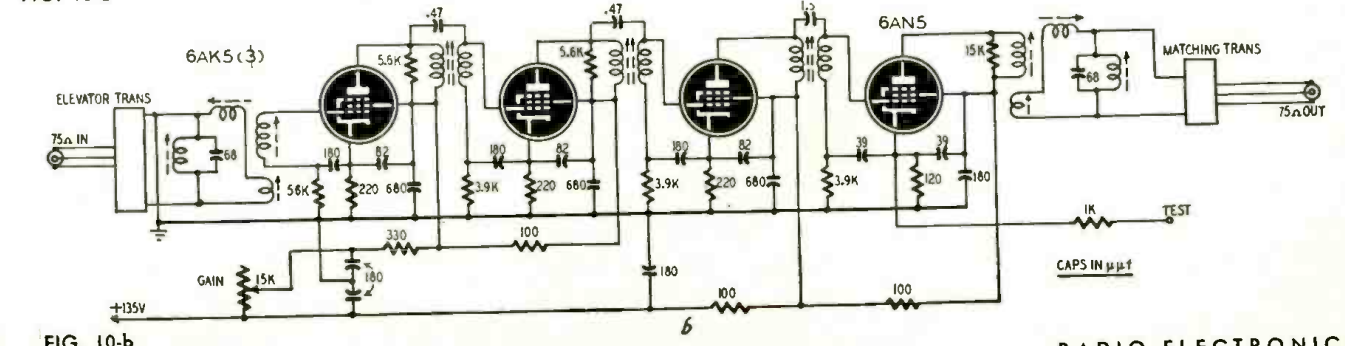 .47
.47
1.5
6AN5
6AK5(3)
5.6K
5.6K
15K
68
MATCHING TRANS
75Ω OUT
ELEVATOR TRANS
75Ω IN
68
180
82
180
82
180
82
39
39
56K
220
680
3.9K
220
680
3.9K
220
680
3.9K
120
180
1K
TEST
330
100
GAIN
15K
180
180
CAPS IN μμf
+135V
100
100
b
FIG. 10-b